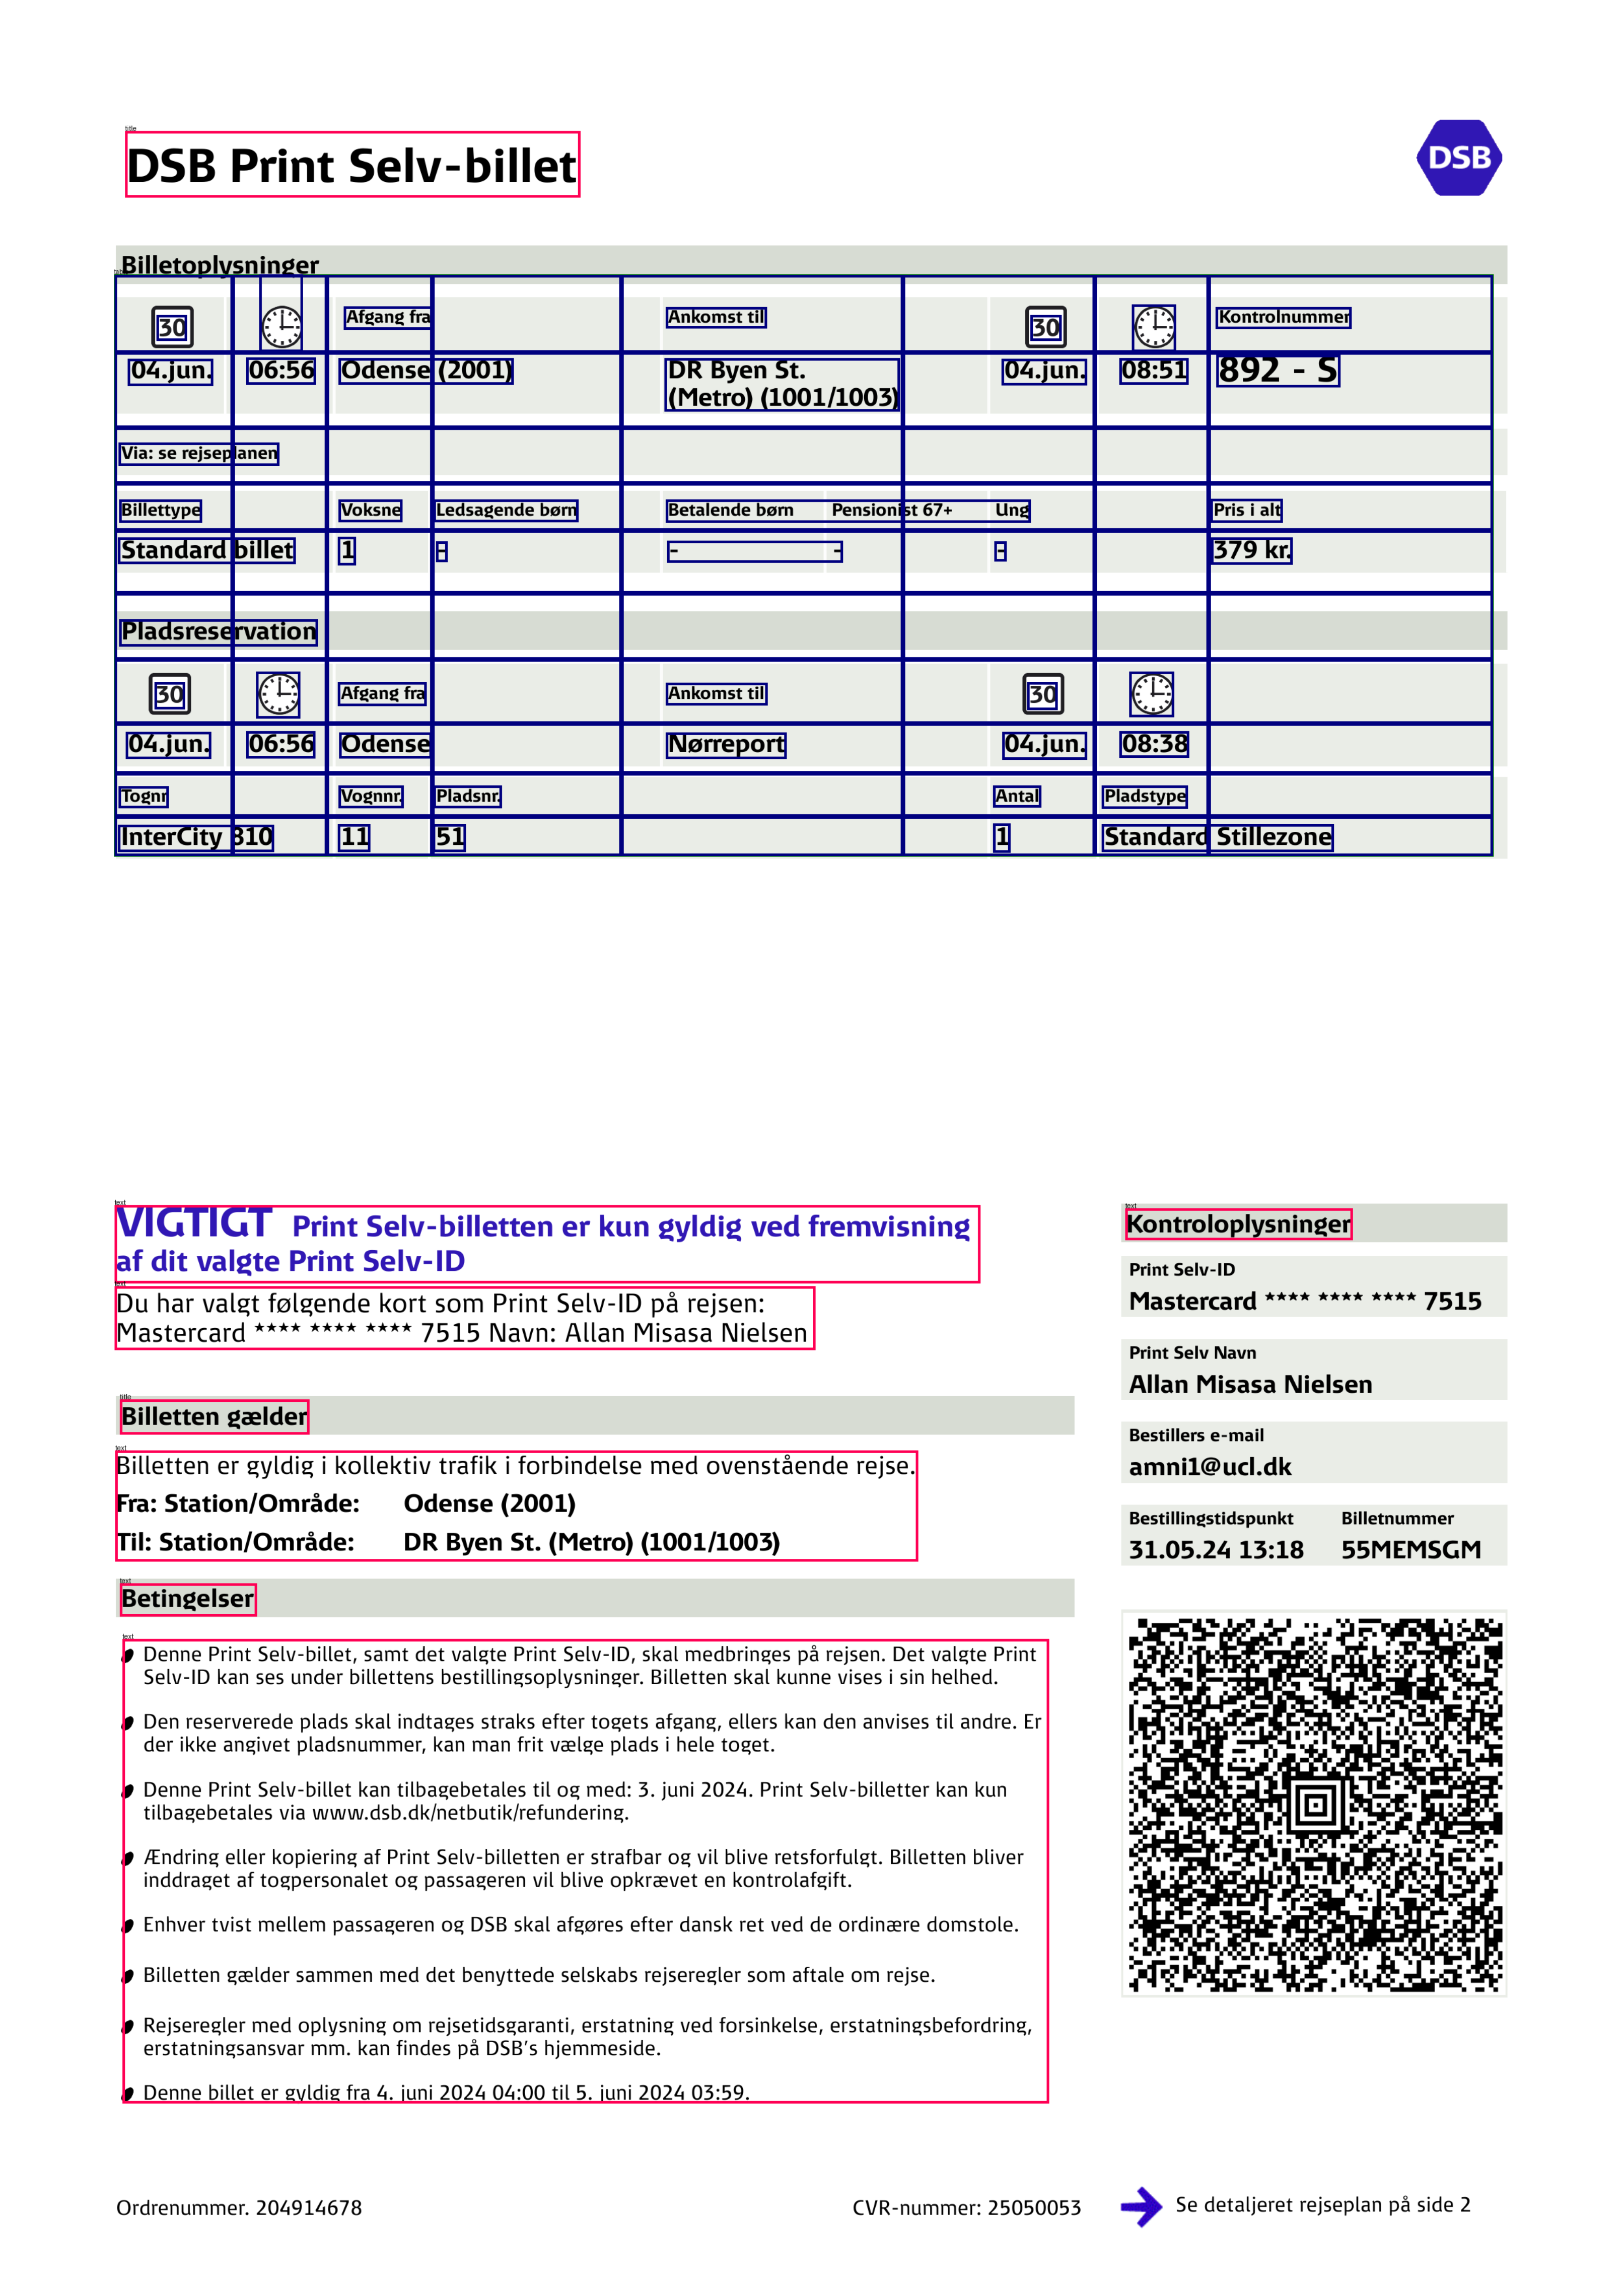 DSB Print Selv-billet
DSB
Billetoplysninger
30 Afgang fra Ankomst til 30 Kontrolnummer
04.jun. 06:56 Odense (2001) DR Byen St. 04.jun. 08:51 892 - S
(Metro) (1001/1003)
Via: se rejseplanen
Billettype Voksne Ledsagende børn Betalende børn Pensionist 67+ Ung Pris i alt
Standard billet 1 - - - - 379 kr.
Pladsreservation
30 Afgang fra Ankomst til 30
04.jun. 06:56 Odense Nørreport 04.jun. 08:38
Tognr Vognnr. Pladsnr. Antal Pladstype
InterCity 810 11 51 1 Standard Stillezone
VIGTIGT Print Selv-billetten er kun gyldig ved fremvisning
af dit valgte Print Selv-ID
Du har valgt følgende kort som Print Selv-ID på rejsen:
Mastercard **** **** **** 7515 Navn: Allan Misasa Nielsen
Billetten gælder
Billetten er gyldig i kollektiv trafik i forbindelse med ovenstående rejse.
Fra: Station/Område: Odense (2001)
Til: Station/Område: DR Byen St. (Metro) (1001/1003)
Betingelser
Denne Print Selv-billet, samt det valgte Print Selv-ID, skal medbringes på rejsen. Det valgte Print
Selv-ID kan ses under billettens bestillingsoplysninger. Billetten skal kunne vises i sin helhed.
Den reserverede plads skal indtages straks efter togets afgang, ellers kan den anvises til andre. Er
der ikke angivet pladsnummer, kan man frit vælge plads i hele toget.
Denne Print Selv-billet kan tilbagebetales til og med: 3. juni 2024. Print Selv-billetter kan kun
tilbagebetales via www.dsb.dk/netbutik/refundering.
Ændring eller kopiering af Print Selv-billetten er strafbar og vil blive retsforfulgt. Billetten bliver
inddraget af togpersonalet og passageren vil blive opkrævet en kontrolafgift.
Enhver tvist mellem passageren og DSB skal afgøres efter dansk ret ved de ordinære domstole.
Billetten gælder sammen med det benyttede selskabs rejseregler som aftale om rejse.
Rejseregler med oplysning om rejsetidsgaranti, erstatning ved forsinkelse, erstatningsbefordring,
erstatningsansvar mm. kan findes på DSB's hjemmeside.
Denne billet er gyldig fra 4. juni 2024 04:00 til 5. juni 2024 03:59.
Kontroloplysninger
Print Selv-ID
Mastercard **** **** **** 7515
Print Selv Navn
Allan Misasa Nielsen
Bestillers e-mail
amni1@ucl.dk
Bestillingstidspunkt Billetnummer
31.05.24 13:18 55MEMSGM
Ordrenummer. 204914678 CVR-nummer: 25050053 Se detaljeret rejseplan på side 2
title
title
text
text
text
text
text
text